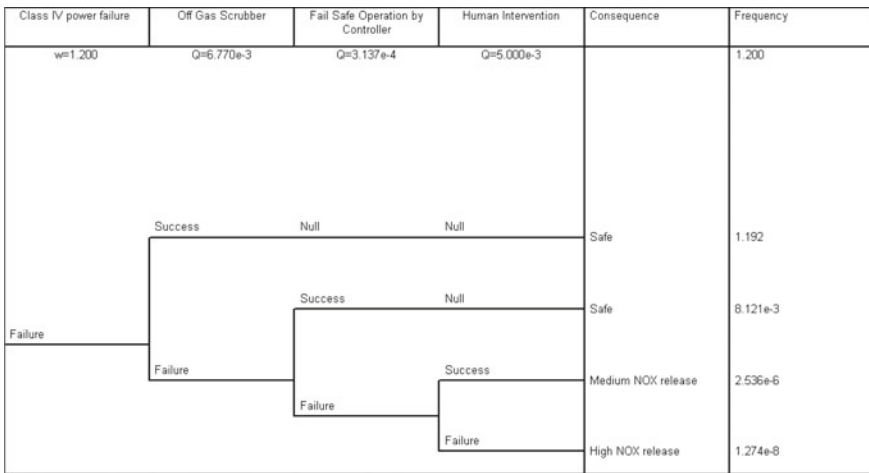 Class IV power failure Off Gas Scrubber Fail Safe Operation by Human Intervention Consequence Frequency
Controller
w=1.200 Q=6.770e-3 Q=3.137e-4 Q=5.000e-3 1.200
Success Null Null
Safe 1.192
Success Null
Safe 8.121e-3
Failure
Failure Success
Medium NOX release 2.536e-6
Failure
Failure
High NOX release 1.274e-8